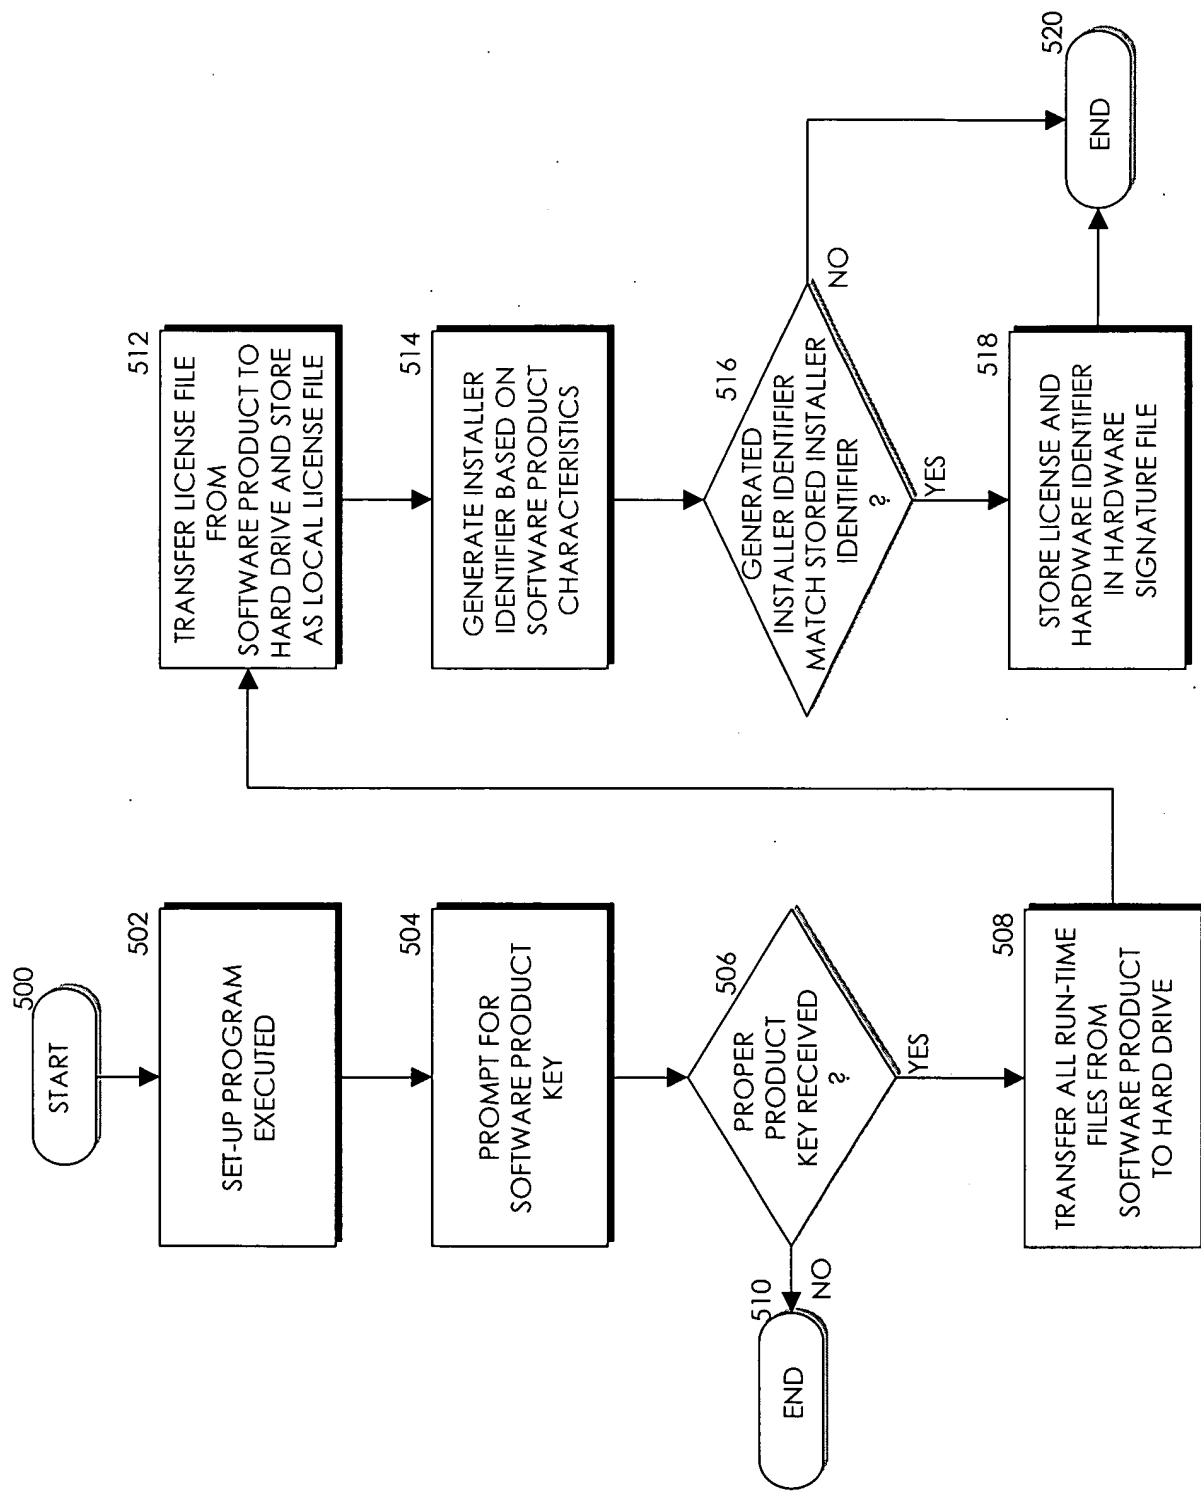 500
START
502
SET-UP PROGRAM
EXECUTED
504
PROMPT FOR
SOFTWARE PRODUCT
KEY
506
PROPER
PRODUCT
KEY RECEIVED
?
NO
510
END
YES
508
TRANSFER ALL RUN-TIME
FILES FROM
SOFTWARE PRODUCT
TO HARD DRIVE
512
TRANSFER LICENSE FILE
FROM
SOFTWARE PRODUCT TO
HARD DRIVE AND STORE
AS LOCAL LICENSE FILE
514
GENERATE INSTALLER
IDENTIFIER BASED ON
SOFTWARE PRODUCT
CHARACTERISTICS
516
GENERATED
INSTALLER IDENTIFIER
MATCH STORED INSTALLER
IDENTIFIER
?
NO
YES
518
STORE LICENSE AND
HARDWARE IDENTIFIER
IN HARDWARE
SIGNATURE FILE
520
END